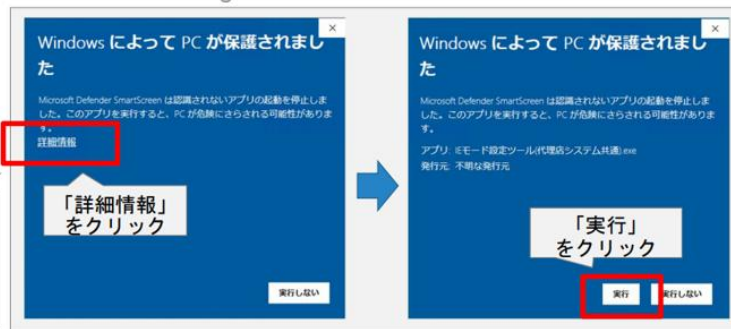 Windows によって PC が保護されまし
た
Microsoft Defender SmartScreen は認識されないアプリの起動を停止しま
した。このアプリを実行すると、PC が危険にさらされる可能性がありま
す。
詳細情報
「詳細情報」
をクリック
実行しない
Windows によって PC が保護されまし
た
Microsoft Defender SmartScreen は認識されないアプリの起動を停止しま
した。このアプリを実行すると、PC が危険にさらされる可能性がありま
す。
アプリ: IEモード設定ツール(代理店システム共通).exe
発行元: 不明な発行元
「実行」
をクリック
実行
実行しない